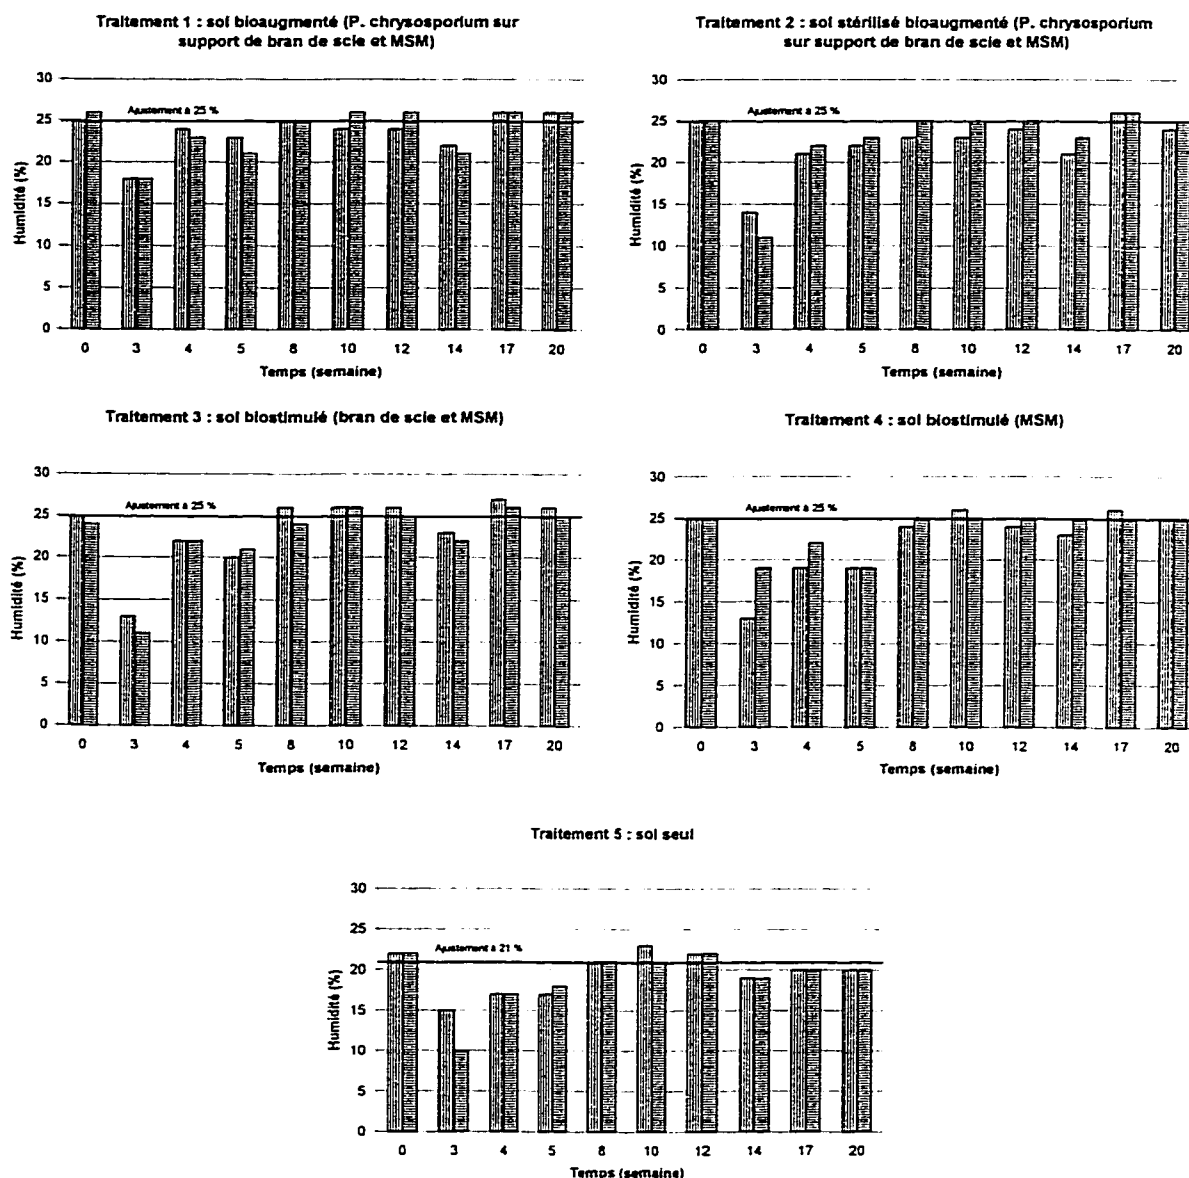 Traitement 1 : sol bioaugmenté (P. chrysosporium sur
support de bran de scie et MSM)
30
25
20
15
10
5
0
Humidité (%)
Ajustement à 25 %
0 3 4 5 8 10 12 14 17 20
Temps (semaine)
Traitement 2 : sol stérilisé bioaugmenté (P. chrysosporium
sur support de bran de scie et MSM)
30
25
20
15
10
5
0
Humidité (%)
Ajustement à 25 %
0 3 4 5 8 10 12 14 17 20
Temps (semaine)
Traitement 3 : sol biostimulé (bran de scie et MSM)
30
25
20
15
10
5
0
Humidité (%)
Ajustement à 25 %
0 3 4 5 8 10 12 14 17 20
Temps (semaine)
Traitement 4 : sol biostimulé (MSM)
30
25
20
15
10
5
0
Humidité (%)
Ajustement à 25 %
0 3 4 5 8 10 12 14 17 20
Temps (semaine)
Traitement 5 : sol seul
30
25
20
15
10
5
0
Humidité (%)
Ajustement à 21 %
0 3 4 5 8 10 12 14 17 20
Temps (semaine)